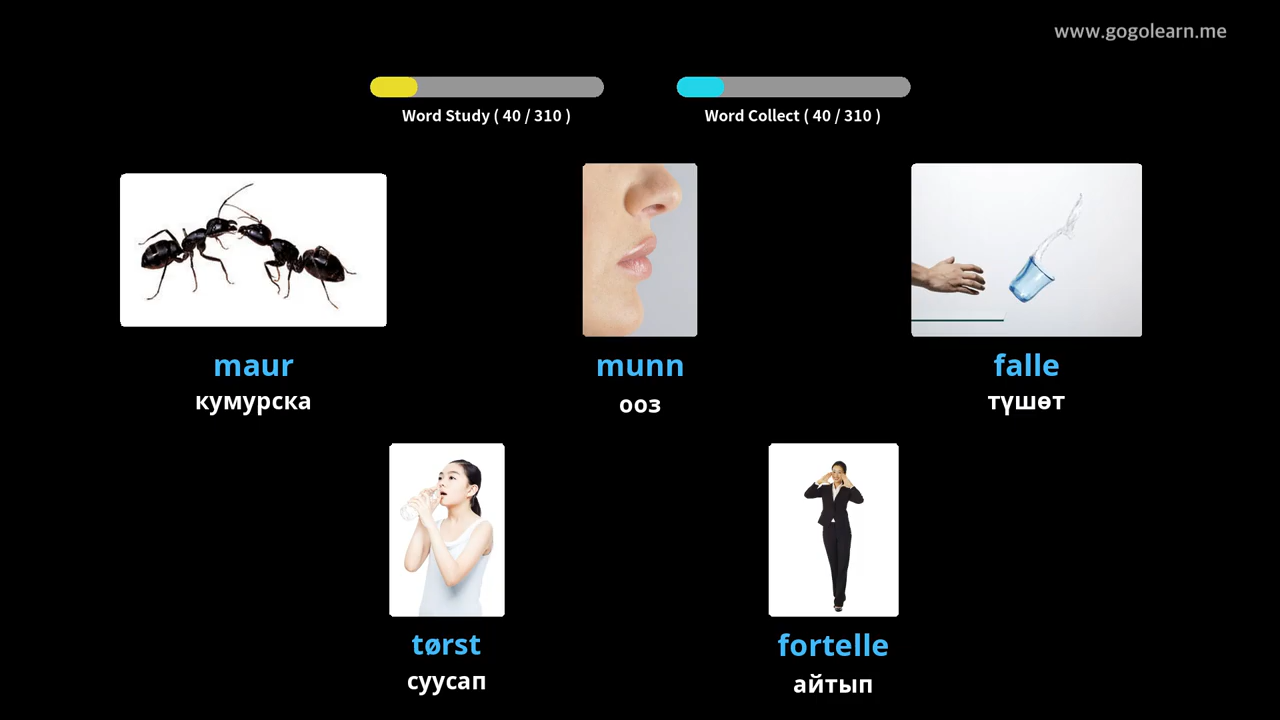 www.gogolearn.me
Word Study ( 40 / 310 )
Word Collect ( 40 / 310 )
maur
кумурска
munn
ооз
falle
түшөт
tørst
суусап
fortelle
айтып